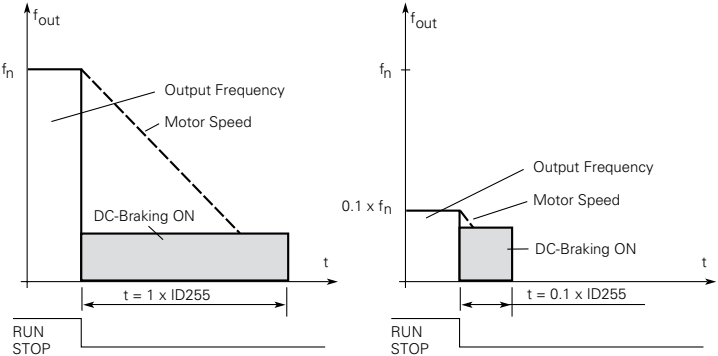 fout
fn
Output Frequency
Motor Speed
DC-Braking ON
t
t = 1 x ID255
RUN
STOP
fout
fn
Output Frequency
0.1 x fn
Motor Speed
DC-Braking ON
t
t = 0.1 x ID255
RUN
STOP